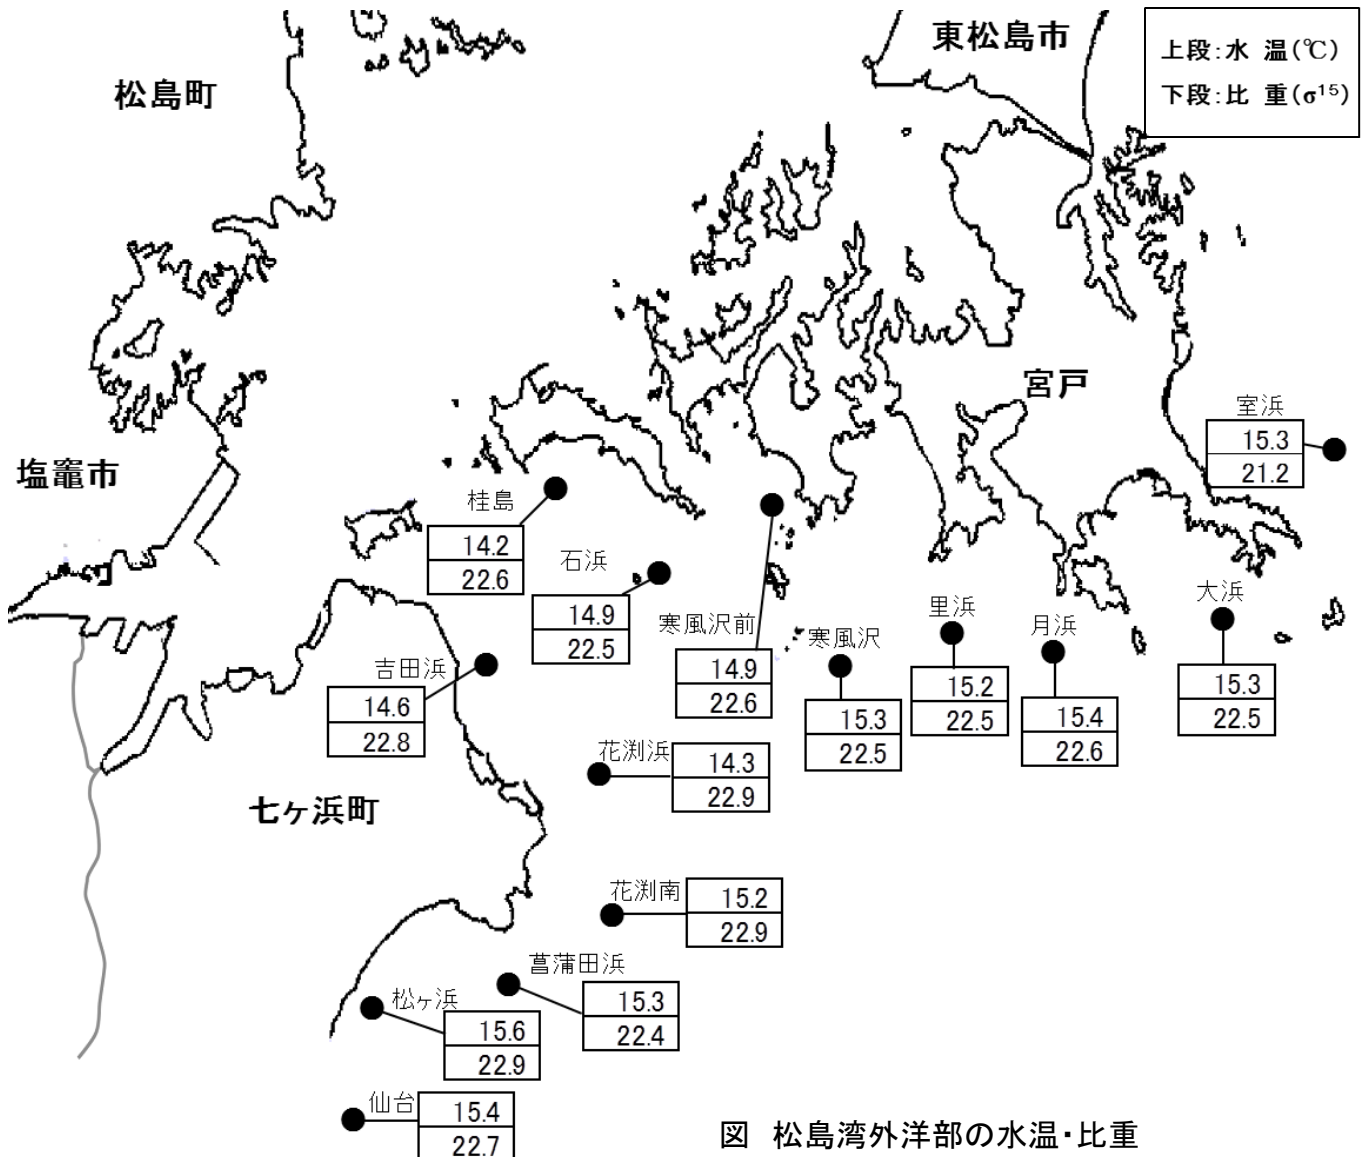 東松島市
上段:水 温(℃)
下段:比 重(σ¹⁵)
松島町
宮戸
室浜
15.3
21.2
塩竈市
桂島
14.2
22.6
石浜
14.9
22.5
寒風沢前
14.9
22.6
寒風沢
15.3
22.5
里浜
15.2
22.5
月浜
15.4
22.6
大浜
15.3
22.5
吉田浜
14.6
22.8
花渕浜
14.3
22.9
七ヶ浜町
花渕南
15.2
22.9
菖蒲田浜
15.3
22.4
松ヶ浜
15.6
22.9
仙台
15.4
22.7
図 松島湾外洋部の水温・比重